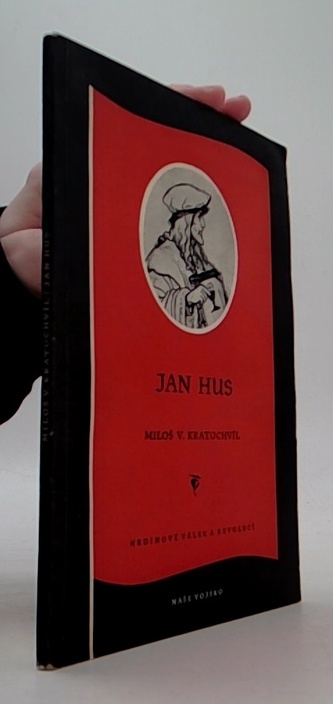 JAN HUS
MILOŠ V. KRATOCHVÍL
HRDINOVÉ VÁLEK A REVOLUCÍ
NAŠE VOJSKO
MILOŠ V. KRATOCHVÍL: JAN HUS